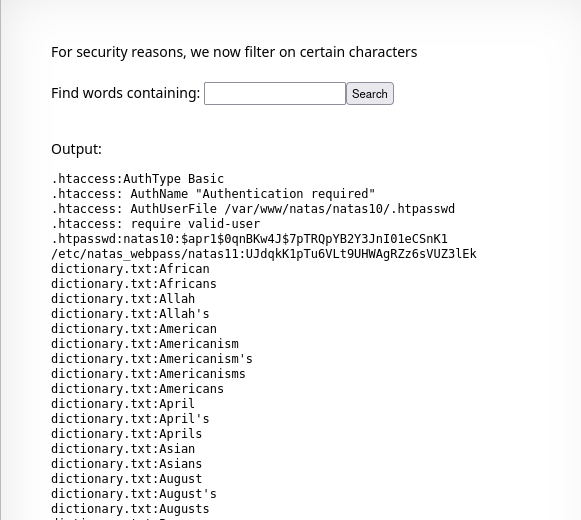 For security reasons, we now filter on certain characters
Find words containing: Search
Output:
.htaccess:AuthType Basic
.htaccess: AuthName "Authentication required"
.htaccess: AuthUserFile /var/www/natas/natas10/.htpasswd
.htaccess: require valid-user
.htpasswd:natas10:$apr1$0qnBKw4J$7pTRQpYB2Y3JnI01eCSnK1
/etc/natas_webpass/natas11:UJdqkK1pTu6VLt9UHWAgRZz6sVUZ3lEk
dictionary.txt:African
dictionary.txt:Africans
dictionary.txt:Allah
dictionary.txt:Allah's
dictionary.txt:American
dictionary.txt:Americanism
dictionary.txt:Americanism's
dictionary.txt:Americanisms
dictionary.txt:Americans
dictionary.txt:April
dictionary.txt:April's
dictionary.txt:Aprils
dictionary.txt:Asian
dictionary.txt:Asians
dictionary.txt:August
dictionary.txt:August's
dictionary.txt:Augusts